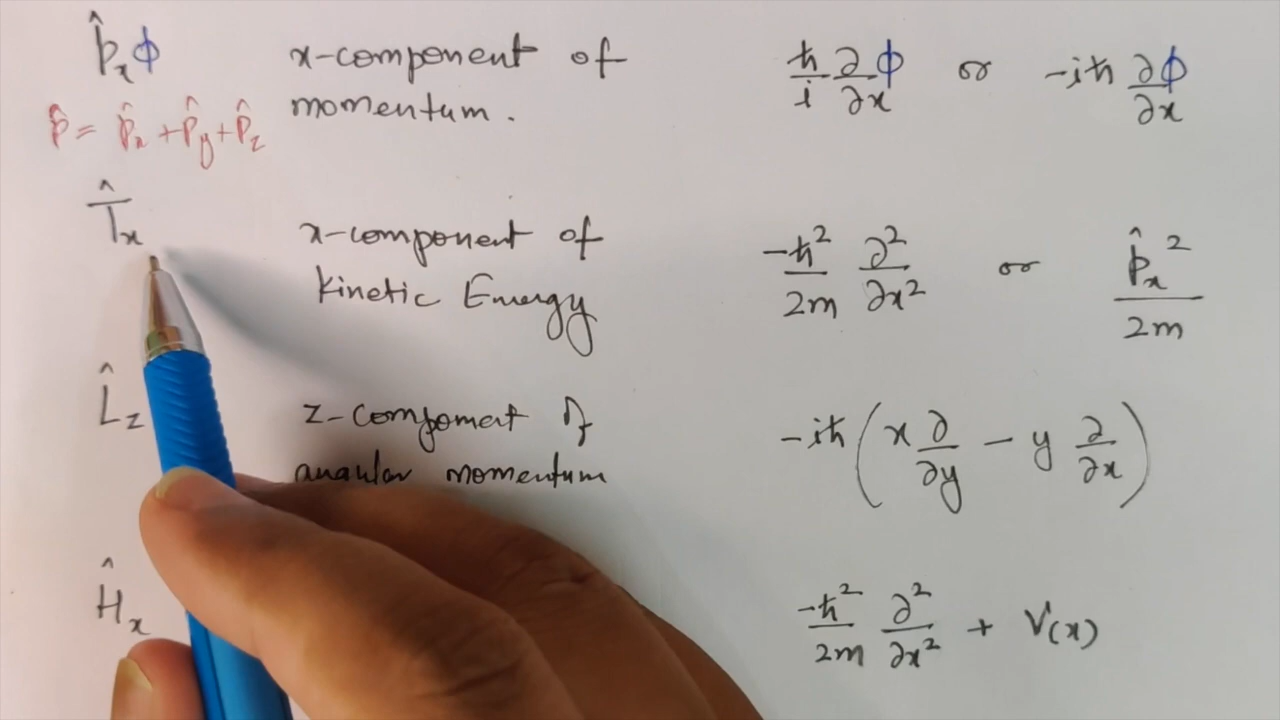 p̂ₓϕ x-component of ħ/i ∂/∂x ϕ or -iħ ∂ϕ/∂x
momentum.
p̂ = p̂ₓ + p̂_y + p̂_z
T̂ₓ x-component of -ħ²/2m ∂²/∂x² or p̂ₓ²/2m
Kinetic Energy
L̂_z z-component of -iħ (x ∂/∂y - y ∂/∂x)
angular momentum
Ĥₓ -ħ²/2m ∂²/∂x² + V(x)